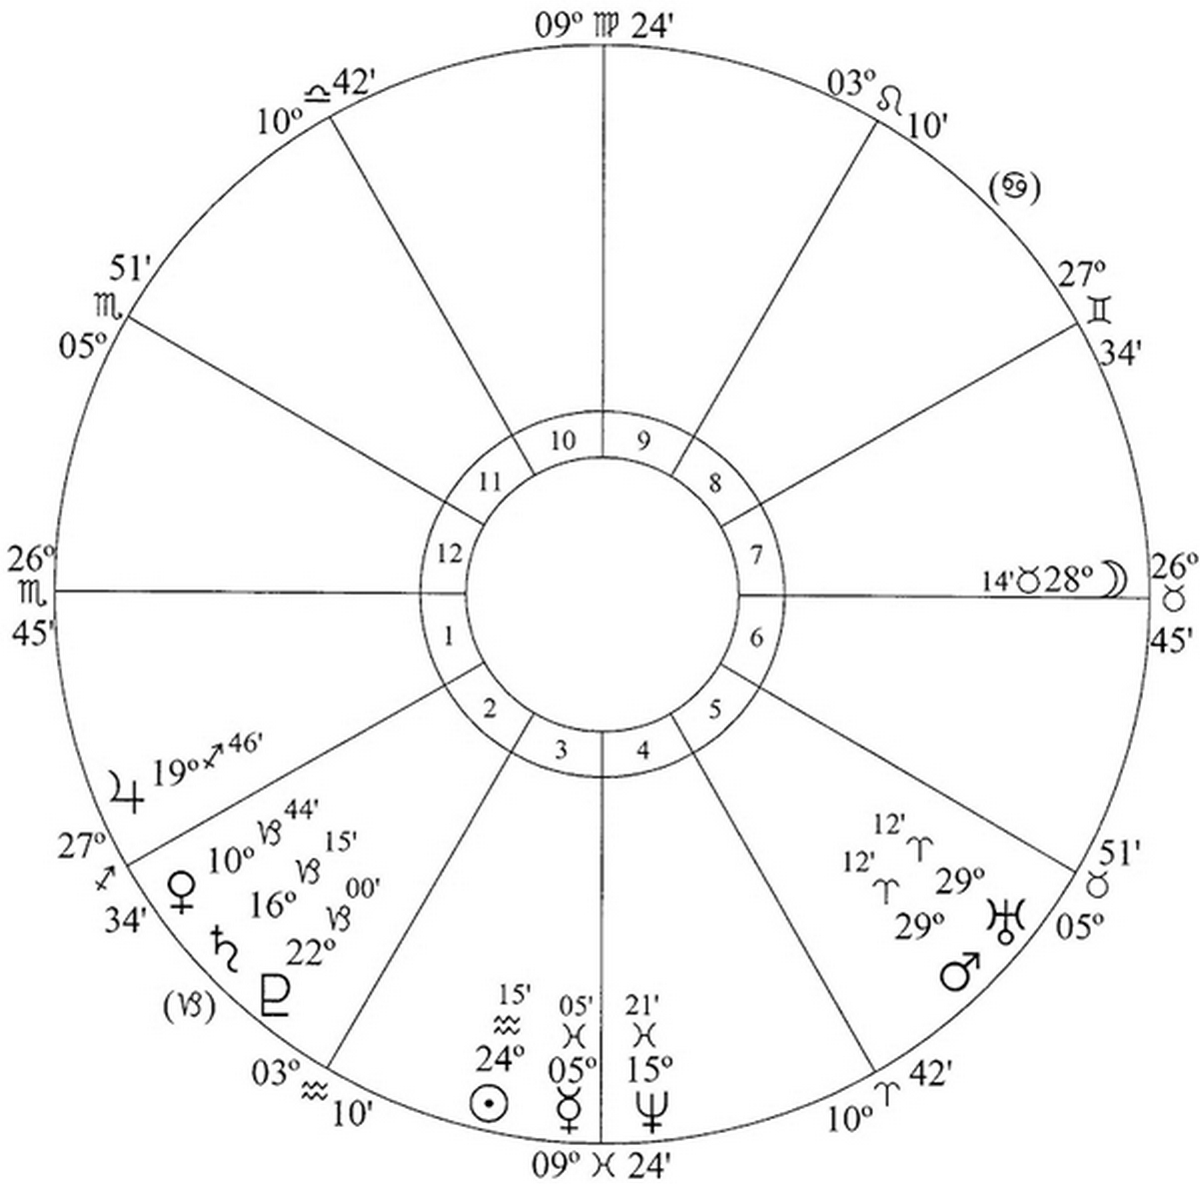 09º ♍ 24'
10º ♎ 42'
03º ♌ 10'
(♋)
51' ♏ 05º
27º ♊ 34'
10
9
11
8
12
7
26º ♏ 45'
14' ♉ 28º ☽
26º ♉ 45'
1
6
2
5
3
4
♃ 19º ♐ 46'
27º ♐ 34'
♀ 10º ♑ 44'
♄ 16º ♑ 15'
♇ 22º ♑ 00'
(♑)
12' ♈ 29º ♅
12' ♈ 29º ♂
51' ♉ 05º
03º ♒ 10'
15' ♒ 24º ☉
05' ♓ 05º ☿
21' ♓ 15º ♆
10º ♈ 42'
09º ♓ 24'